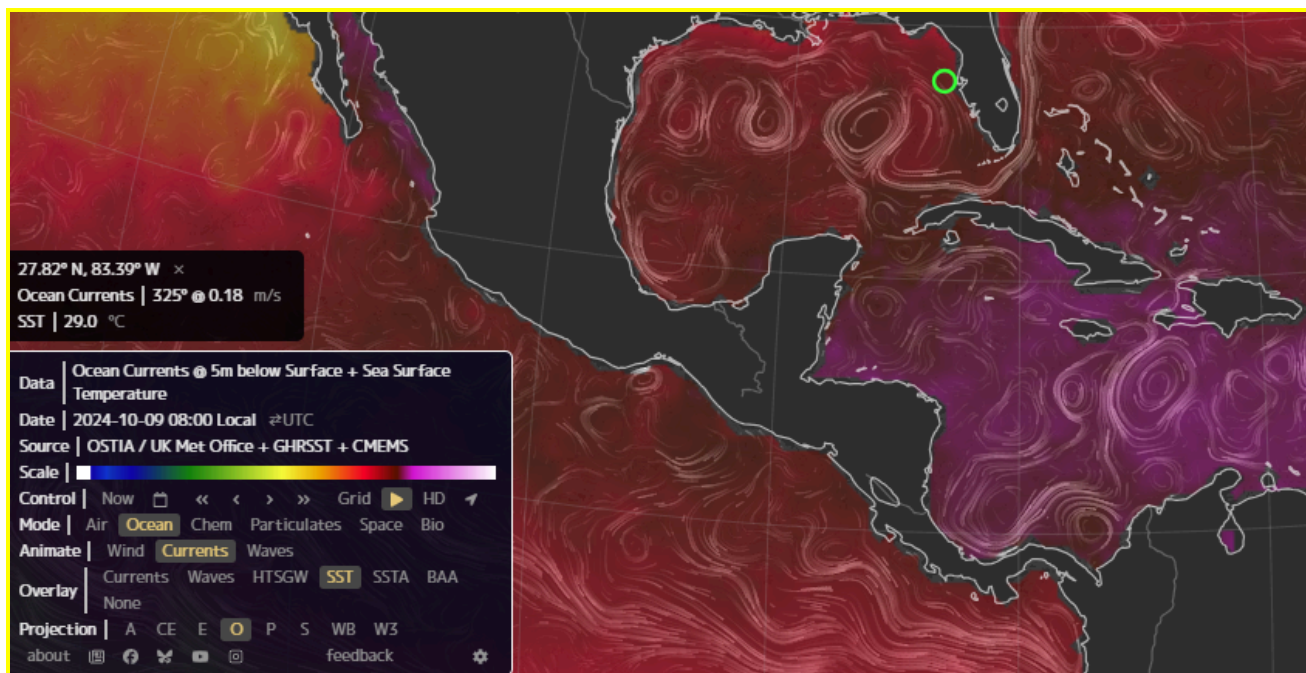 27.82° N, 83.39° W ×
Ocean Currents | 325° @ 0.18 m/s
SST | 29.0 °C
Data | Ocean Currents @ 5m below Surface + Sea Surface
Temperature
Date | 2024-10-09 08:00 Local ⇄UTC
Source | OSTIA / UK Met Office + GHRSST + CMEMS
Scale |
Control | Now « ‹ › » Grid HD
Mode | Air Ocean Chem Particulates Space Bio
Animate | Wind Currents Waves
Overlay | Currents Waves HTSGW SST SSTA BAA
None
Projection | A CE E O P S WB W3
about feedback